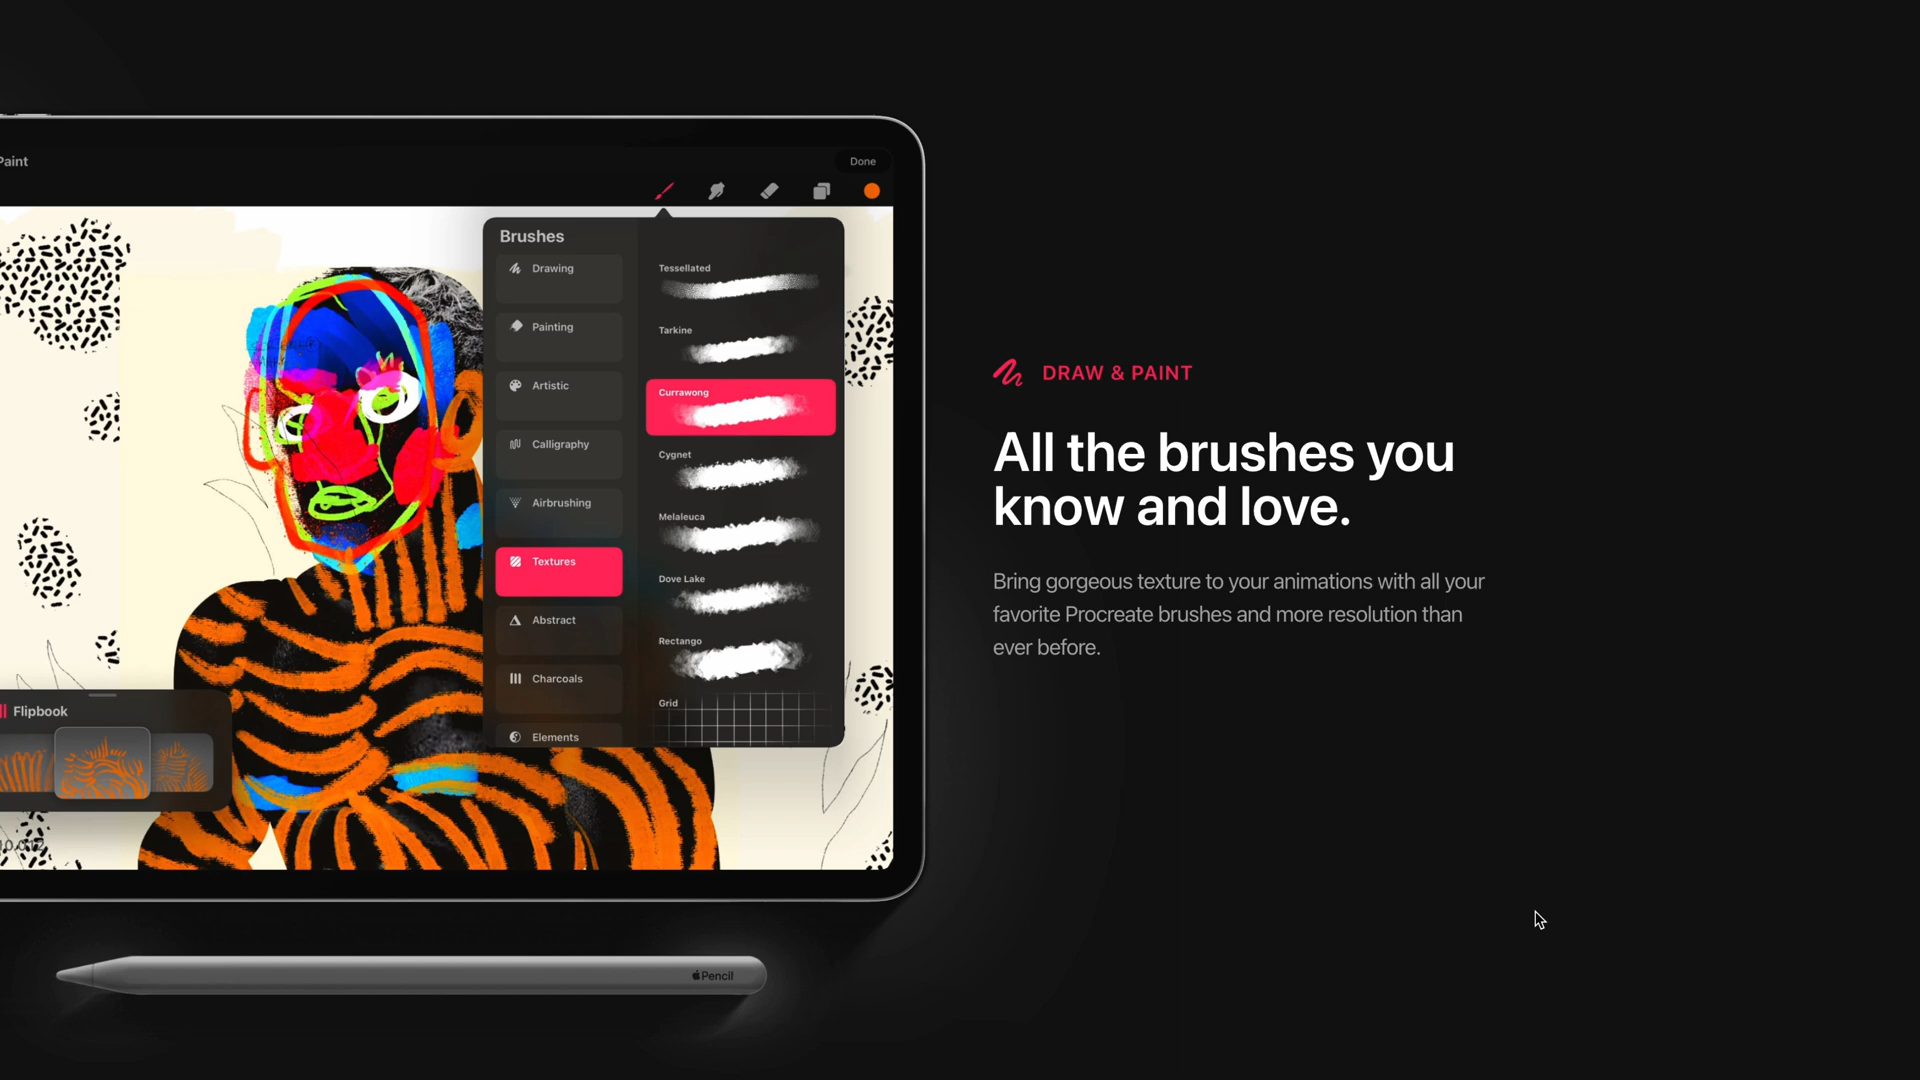 Paint
Done
Brushes
Drawing
Painting
Artistic
Calligraphy
Airbrushing
Textures
Abstract
Charcoals
Elements
Tessellated
Tarkine
Currawong
Cygnet
Melaleuca
Dove Lake
Rectango
Grid
Flipbook
Pencil
DRAW & PAINT
All the brushes you
know and love.
Bring gorgeous texture to your animations with all your
favorite Procreate brushes and more resolution than
ever before.